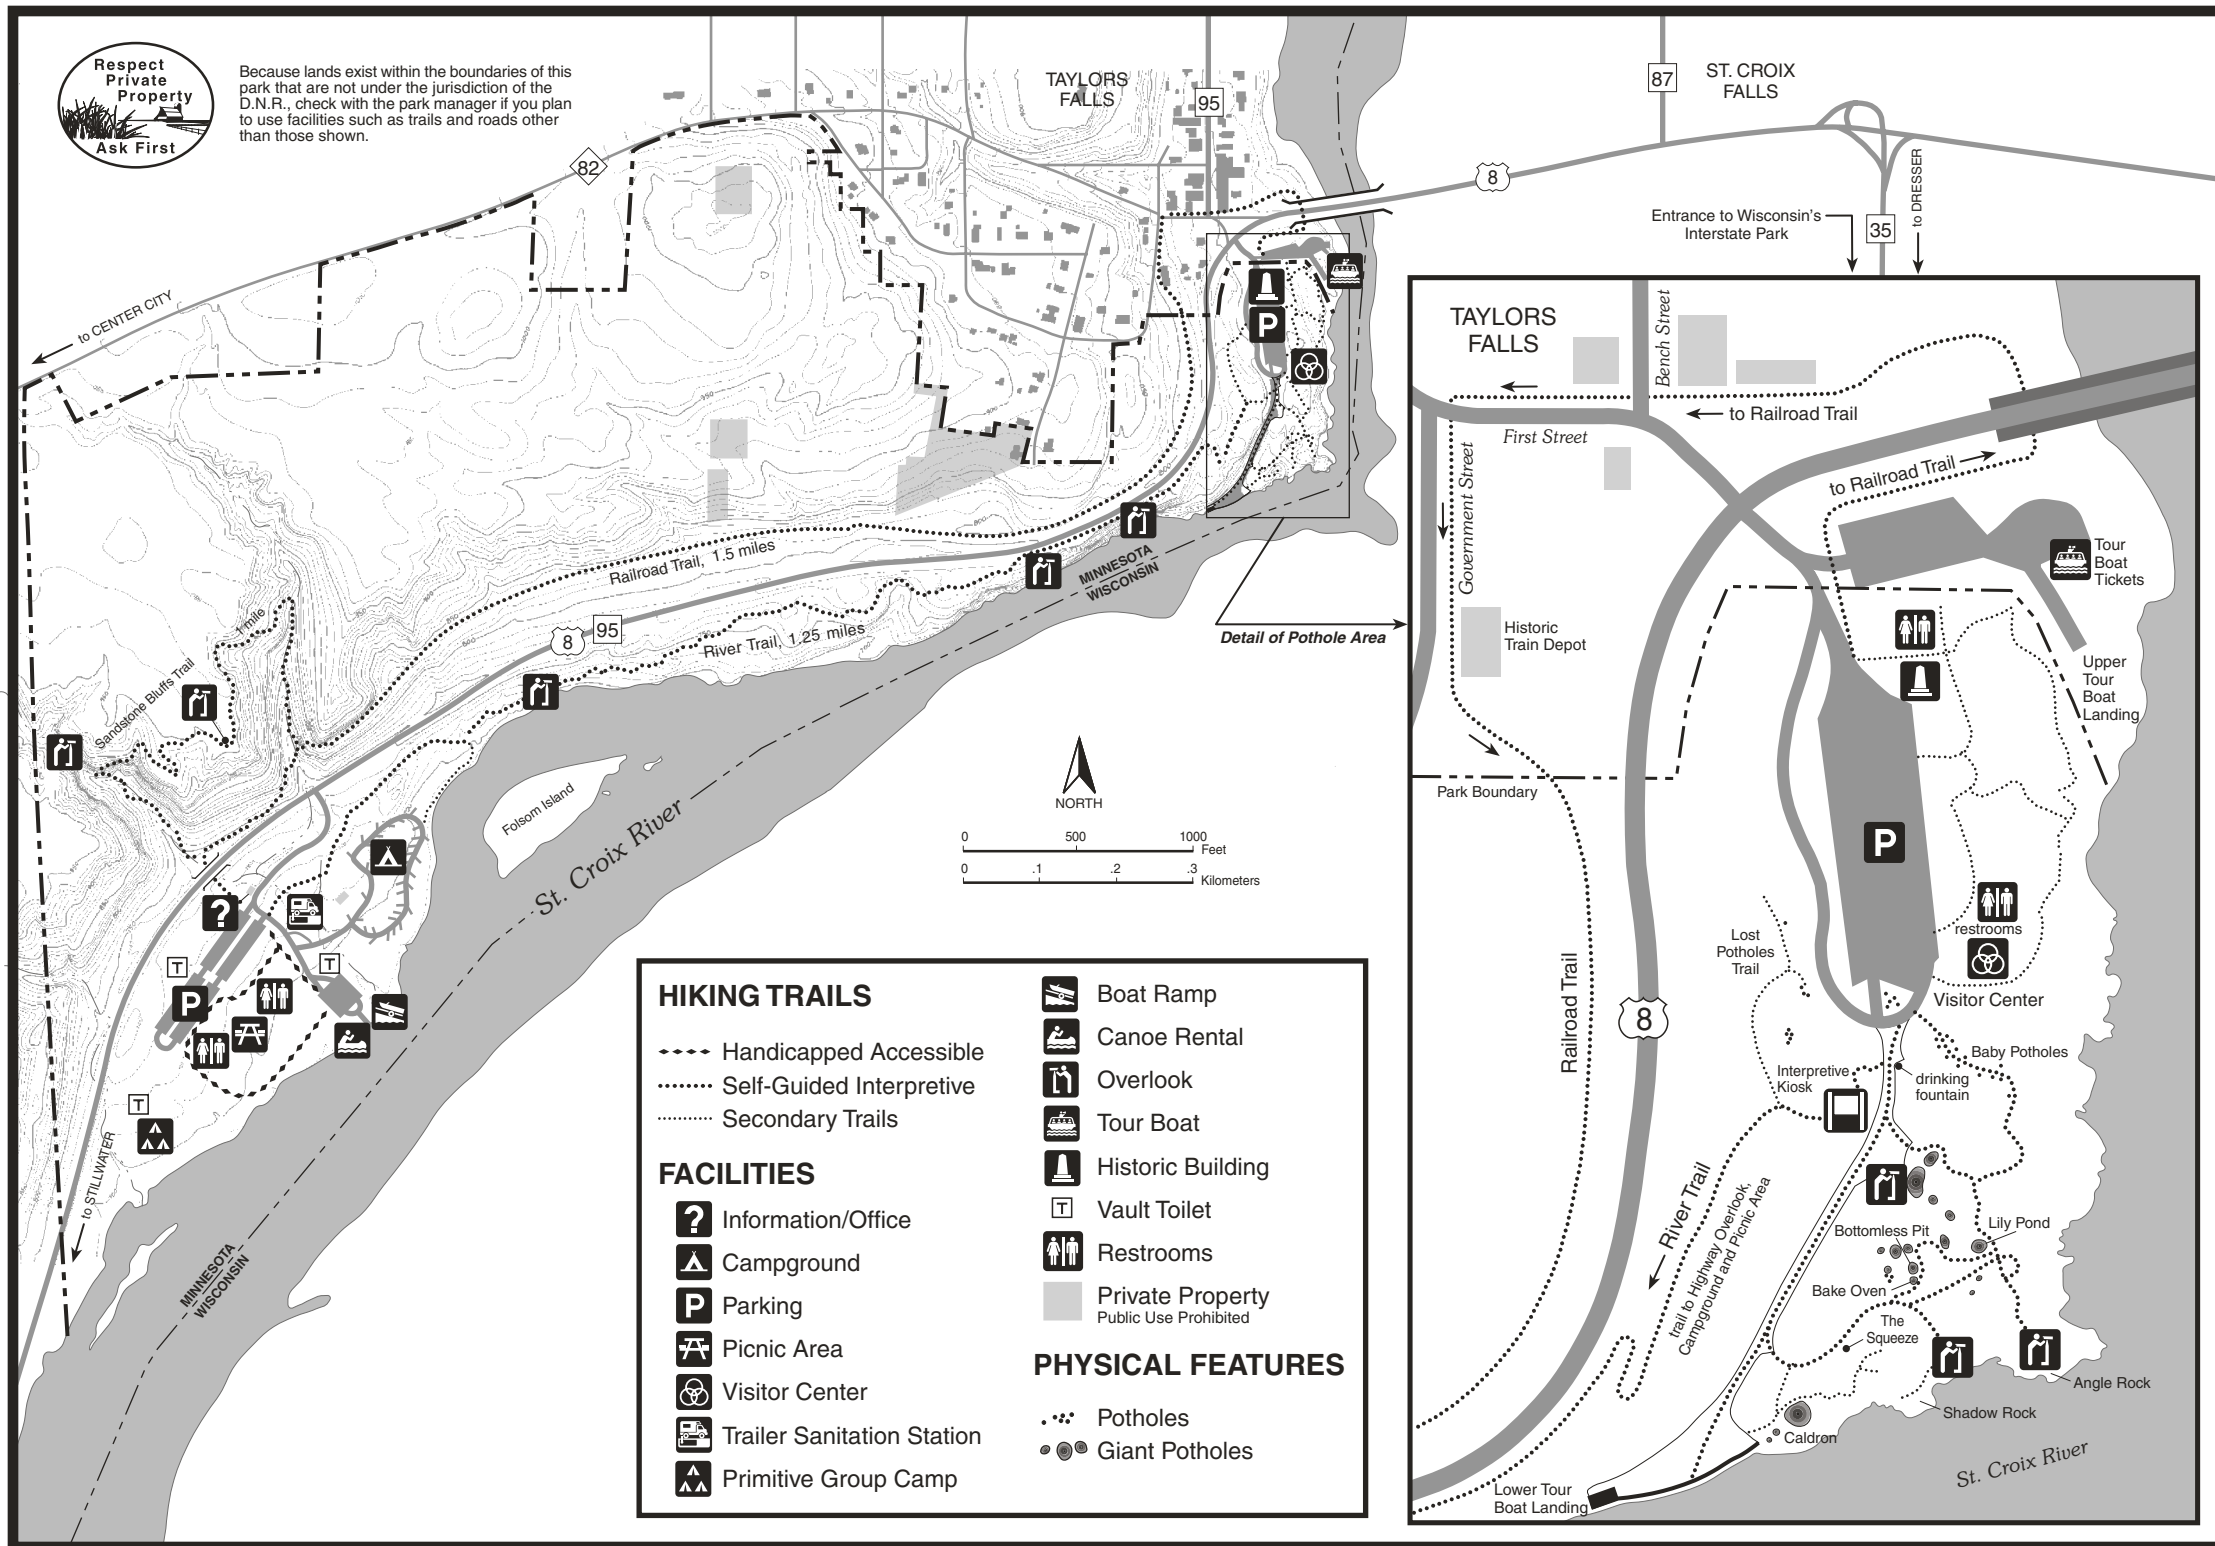 Respect
Private
Property
Ask First
Because lands exist within the boundaries of this
park that are not under the jurisdiction of the
D.N.R., check with the park manager if you plan
to use facilities such as trails and roads other
than those shown.
82
to CENTER CITY
TAYLORS
FALLS
95
87
ST. CROIX
FALLS
8
Entrance to Wisconsin's
Interstate Park
35
to DRESSER
P
Railroad Trail, 1.5 miles
8
95
River Trail, 1.25 miles
MINNESOTA
WISCONSIN
Detail of Pothole Area
1 mile
Sandstone Bluffs Trail
Folsom Island
St. Croix River
NORTH
0 500 1000
Feet
0 .1 .2 .3
Kilometers
?
T
T
P
T
to STILLWATER
MINNESOTA
WISCONSIN
HIKING TRAILS
Handicapped Accessible
Self-Guided Interpretive
Secondary Trails
FACILITIES
? Information/Office
Campground
P Parking
Picnic Area
Visitor Center
Trailer Sanitation Station
Primitive Group Camp
Boat Ramp
Canoe Rental
Overlook
Tour Boat
Historic Building
T Vault Toilet
Restrooms
Private Property
Public Use Prohibited
PHYSICAL FEATURES
Potholes
Giant Potholes
TAYLORS
FALLS
Bench Street
to Railroad Trail
First Street
Government Street
to Railroad Trail
Tour
Boat
Tickets
Historic
Train Depot
Upper
Tour
Boat
Landing
Park Boundary
P
restrooms
Visitor Center
Lost
Potholes
Trail
Railroad Trail
8
Baby Potholes
Interpretive
Kiosk
drinking
fountain
River Trail
trail to Highway Overlook,
Campground and Picnic Area
Bottomless Pit
Lily Pond
Bake Oven
The
Squeeze
Angle Rock
Shadow Rock
Caldron
St. Croix River
Lower Tour
Boat Landing